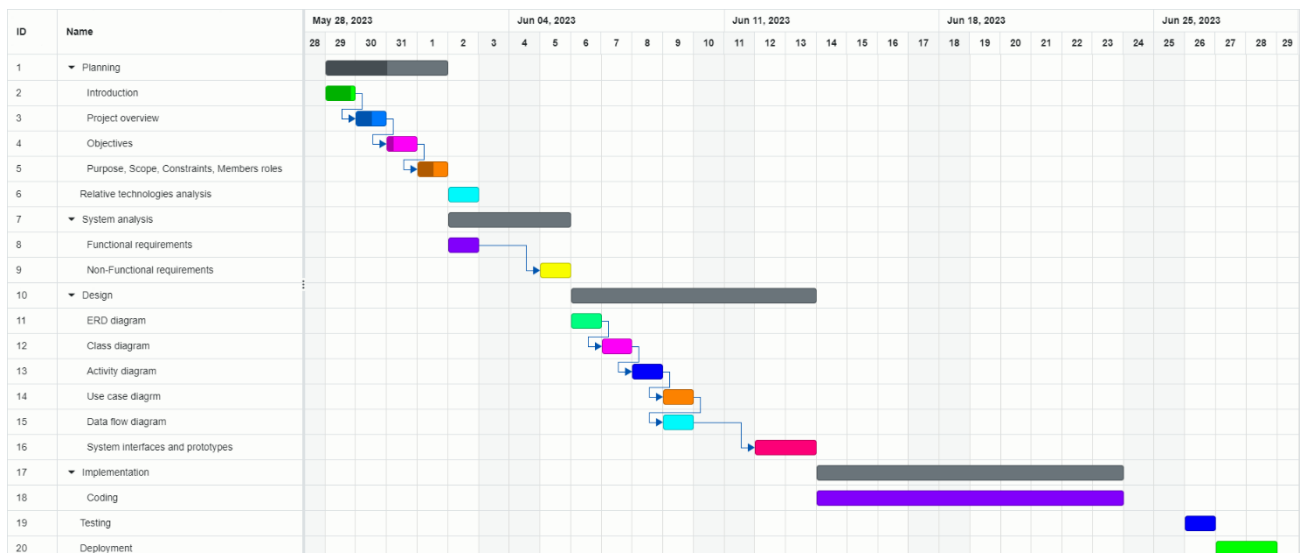 ID Name May 28, 2023 Jun 04, 2023 Jun 11, 2023 Jun 18, 2023 Jun 25, 2023
28 29 30 31 1 2 3 4 5 6 7 8 9 10 11 12 13 14 15 16 17 18 19 20 21 22 23 24 25 26 27 28 29
1 Planning
2 Introduction
3 Project overview
4 Objectives
5 Purpose, Scope, Constraints, Members roles
6 Relative technologies analysis
7 System analysis
8 Functional requirements
9 Non-Functional requirements
10 Design
11 ERD diagram
12 Class diagram
13 Activity diagram
14 Use case diagrm
15 Data flow diagram
16 System interfaces and prototypes
17 Implementation
18 Coding
19 Testing
20 Deployment